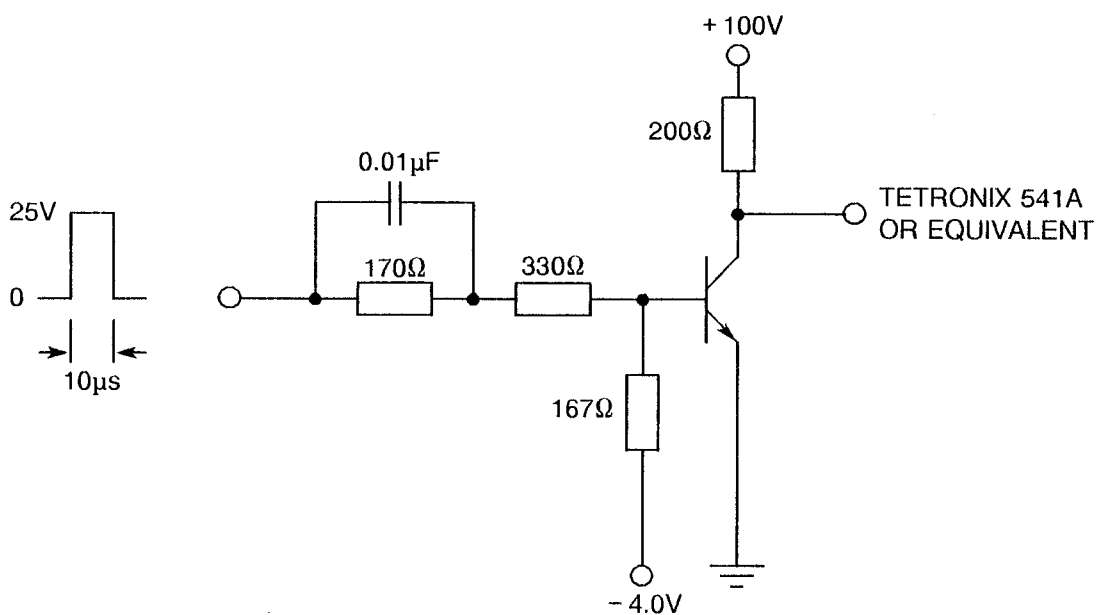 + 100V
200Ω
0.01µF
TETRONIX 541A
OR EQUIVALENT
25V
170Ω
330Ω
0
10µs
167Ω
- 4.0V